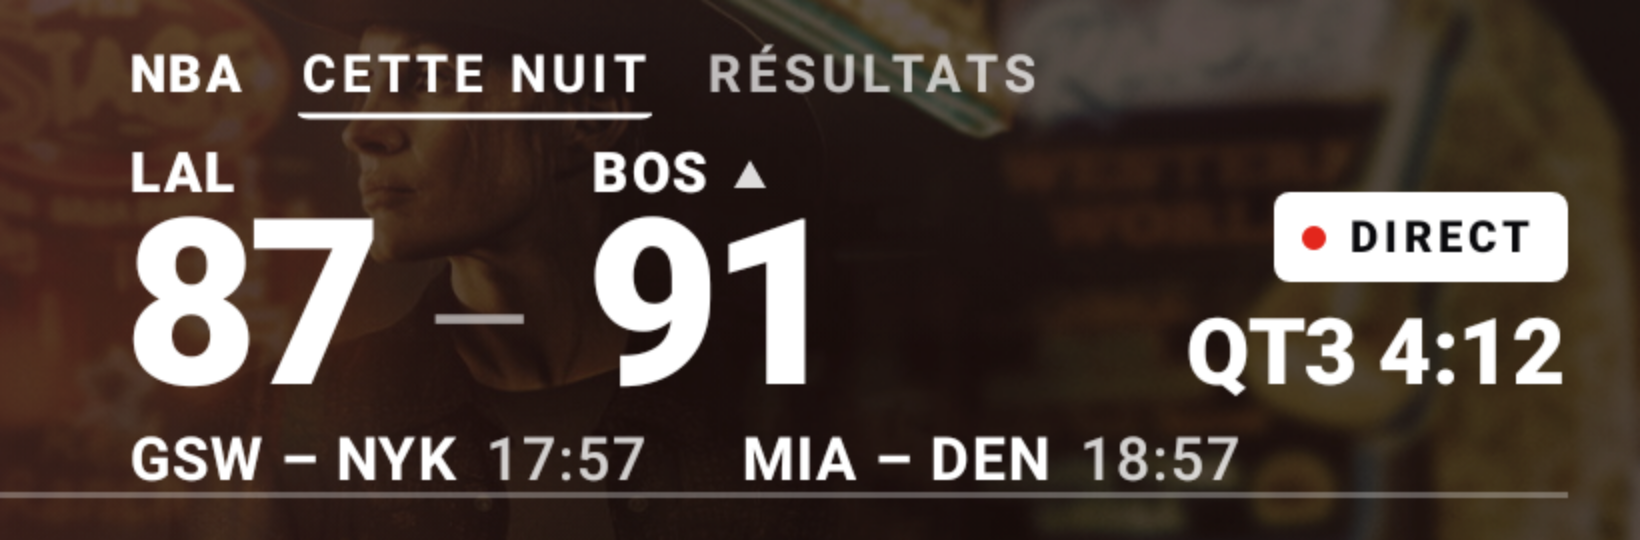 NBA CETTE NUIT RÉSULTATS
LAL BOS ▲
87 – 91
DIRECT
QT3 4:12
GSW – NYK 17:57 MIA – DEN 18:57